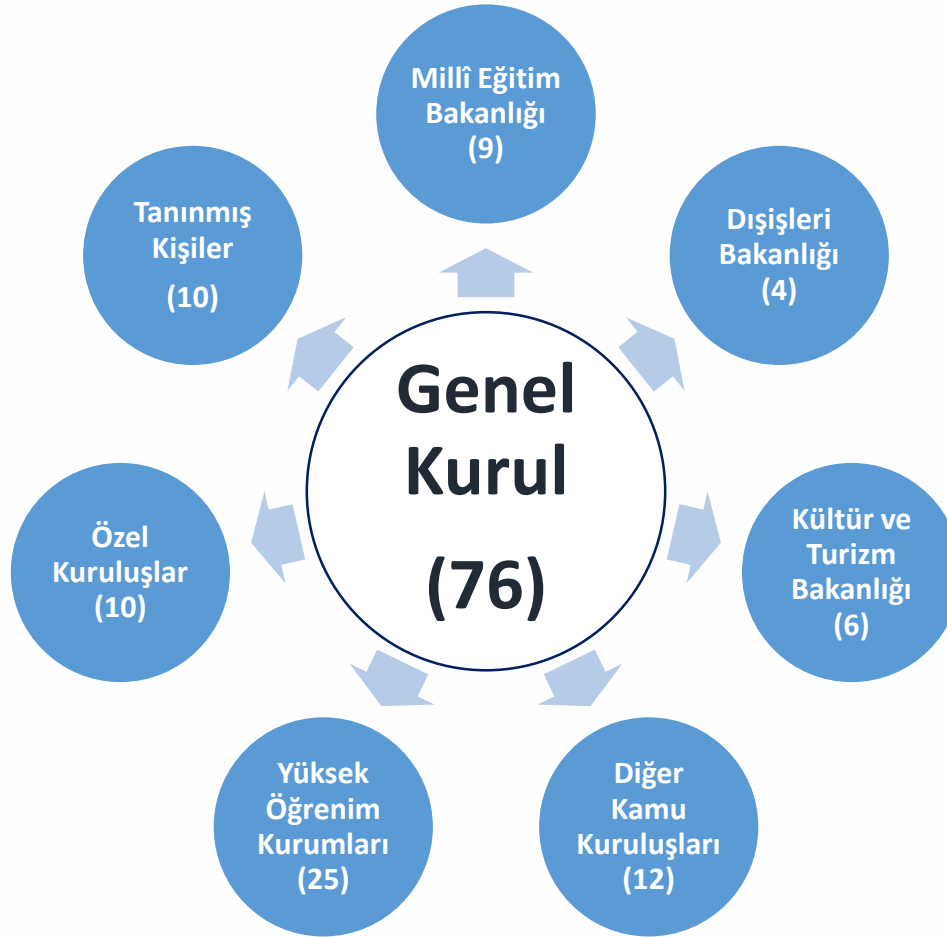 Millî Eğitim
Bakanlığı
(9)
Dışişleri
Bakanlığı
(4)
Kültür ve
Turizm
Bakanlığı
(6)
Diğer
Kamu
Kuruluşları
(12)
Yüksek
Öğrenim
Kurumları
(25)
Özel
Kuruluşlar
(10)
Tanınmış
Kişiler
(10)
Genel
Kurul
(76)